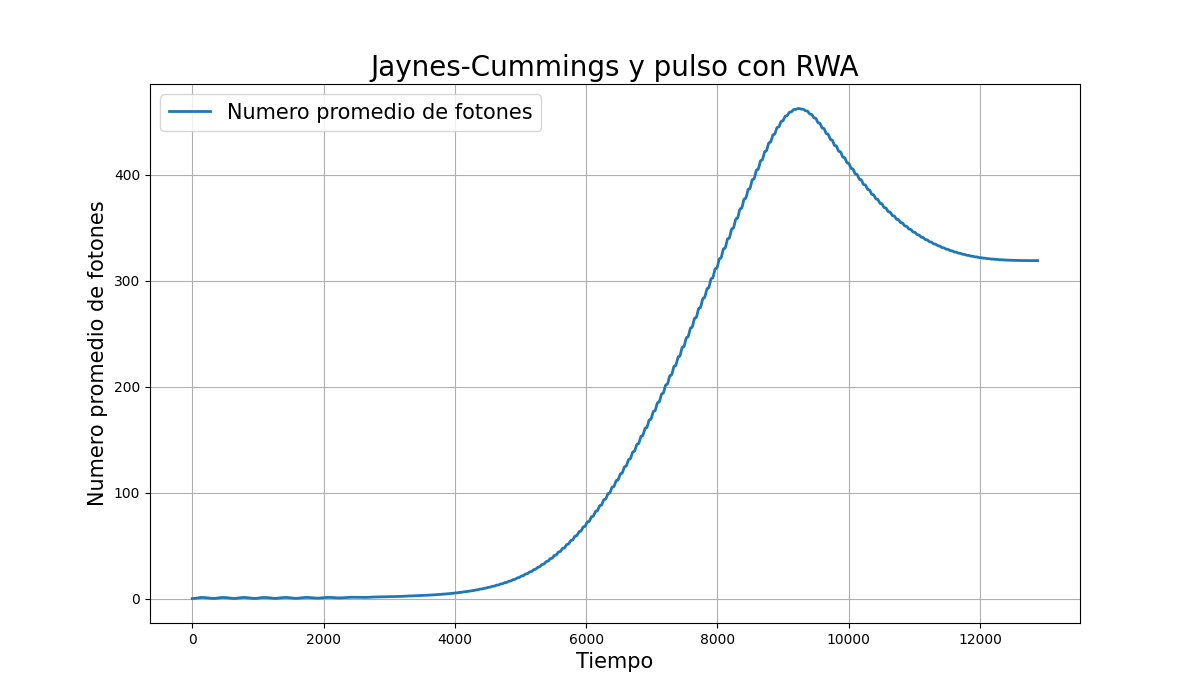 Jaynes-Cummings y pulso con RWA
Numero promedio de fotones
Numero promedio de fotones
400
300
200
100
0
0 2000 4000 6000 8000 10000 12000
Tiempo